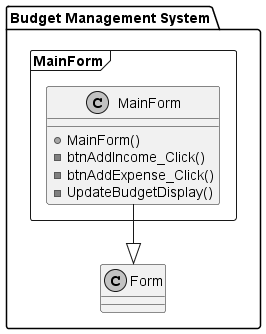 Budget Management System
MainForm
C MainForm
MainForm()
btnAddIncome_Click()
btnAddExpense_Click()
UpdateBudgetDisplay()
C Form